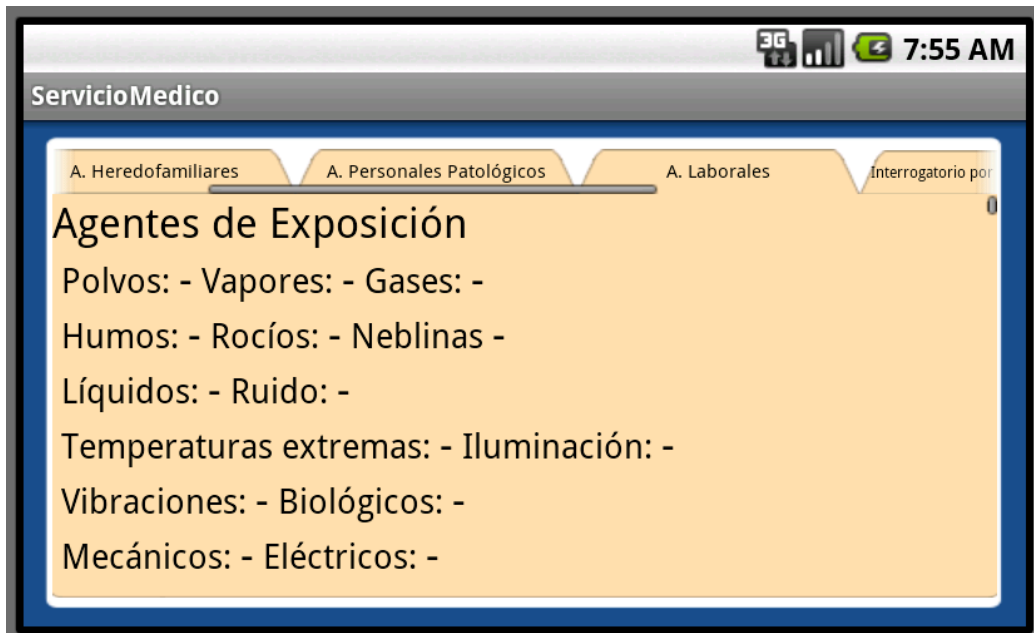 3G 7:55 AM
ServicioMedico
A. Heredofamiliares A. Personales Patológicos A. Laborales Interrogatorio por
Agentes de Exposición
Polvos: - Vapores: - Gases: -
Humos: - Rocíos: - Neblinas -
Líquidos: - Ruido: -
Temperaturas extremas: - Iluminación: -
Vibraciones: - Biológicos: -
Mecánicos: - Eléctricos: -